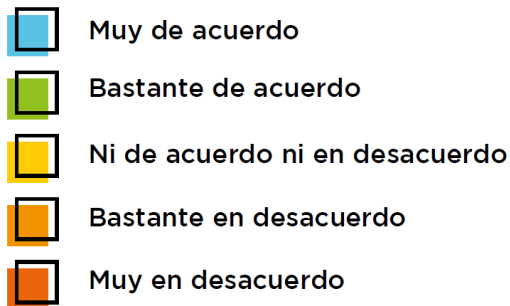 Muy de acuerdo
Bastante de acuerdo
Ni de acuerdo ni en desacuerdo
Bastante en desacuerdo
Muy en desacuerdo